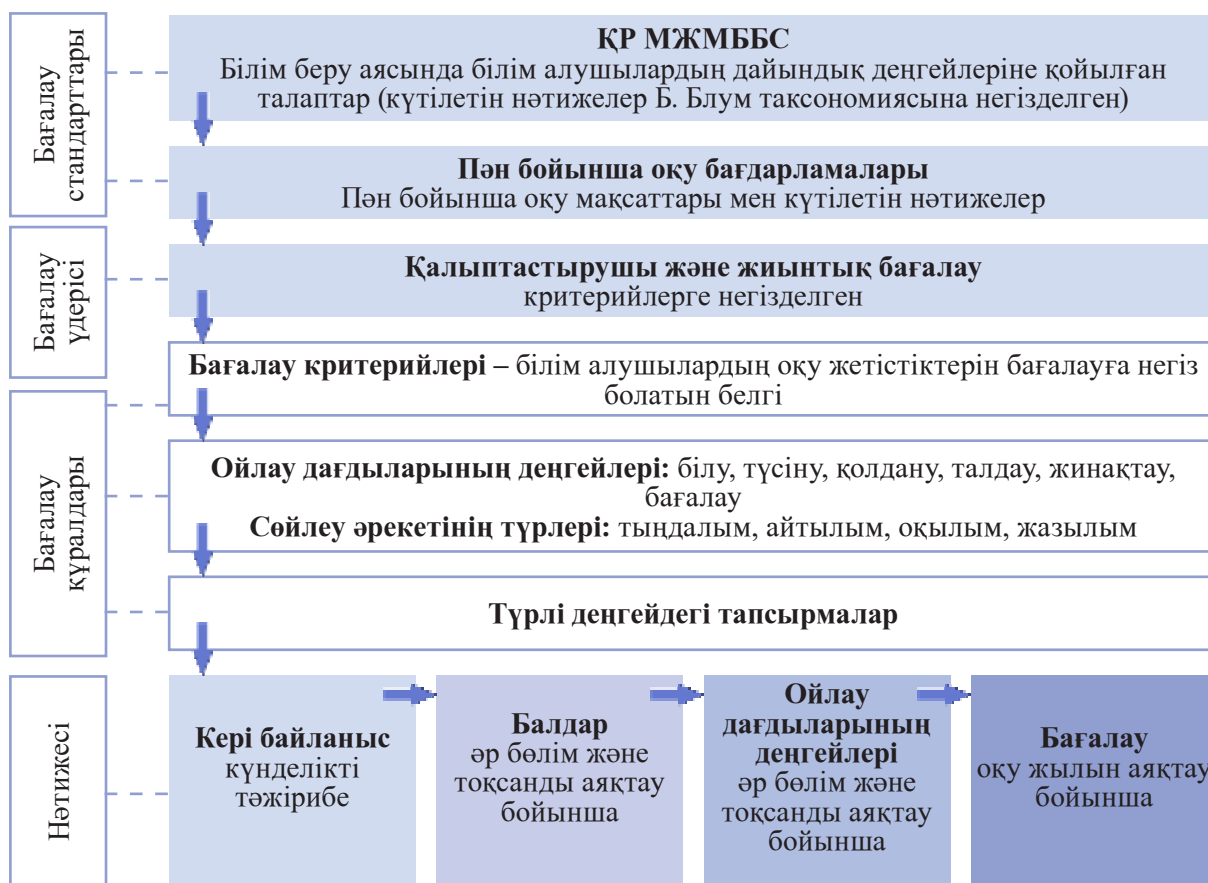 Бағалау
стандарттары
ҚР МЖМББС
Білім беру аясында білім алушылардың дайындық деңгейлеріне қойылған
талаптар (күтілетін нәтижелер Б. Блум таксономиясына негізделген)
Пән бойынша оқу бағдарламалары
Пән бойынша оқу мақсаттары мен күтілетін нәтижелер
Бағалау
үдерісі
Қалыптастырушы және жиынтық бағалау
критерийлерге негізделген
Бағалау критерийлері – білім алушылардың оқу жетістіктерін бағалауға негіз
болатын белгі
Бағалау
құралдары
Ойлау дағдыларының деңгейлері: білу, түсіну, қолдану, талдау, жинақтау,
бағалау
Сөйлеу әрекетінің түрлері: тыңдалым, айтылым, оқылым, жазылым
Түрлі деңгейдегі тапсырмалар
Нәтижесі
Кері байланыс
күнделікті
тәжірибе
Балдар
әр бөлім және
тоқсанды аяқтау
бойынша
Ойлау
дағдыларының
деңгейлері
әр бөлім және
тоқсанды аяқтау
бойынша
Бағалау
оқу жылын аяқтау
бойынша